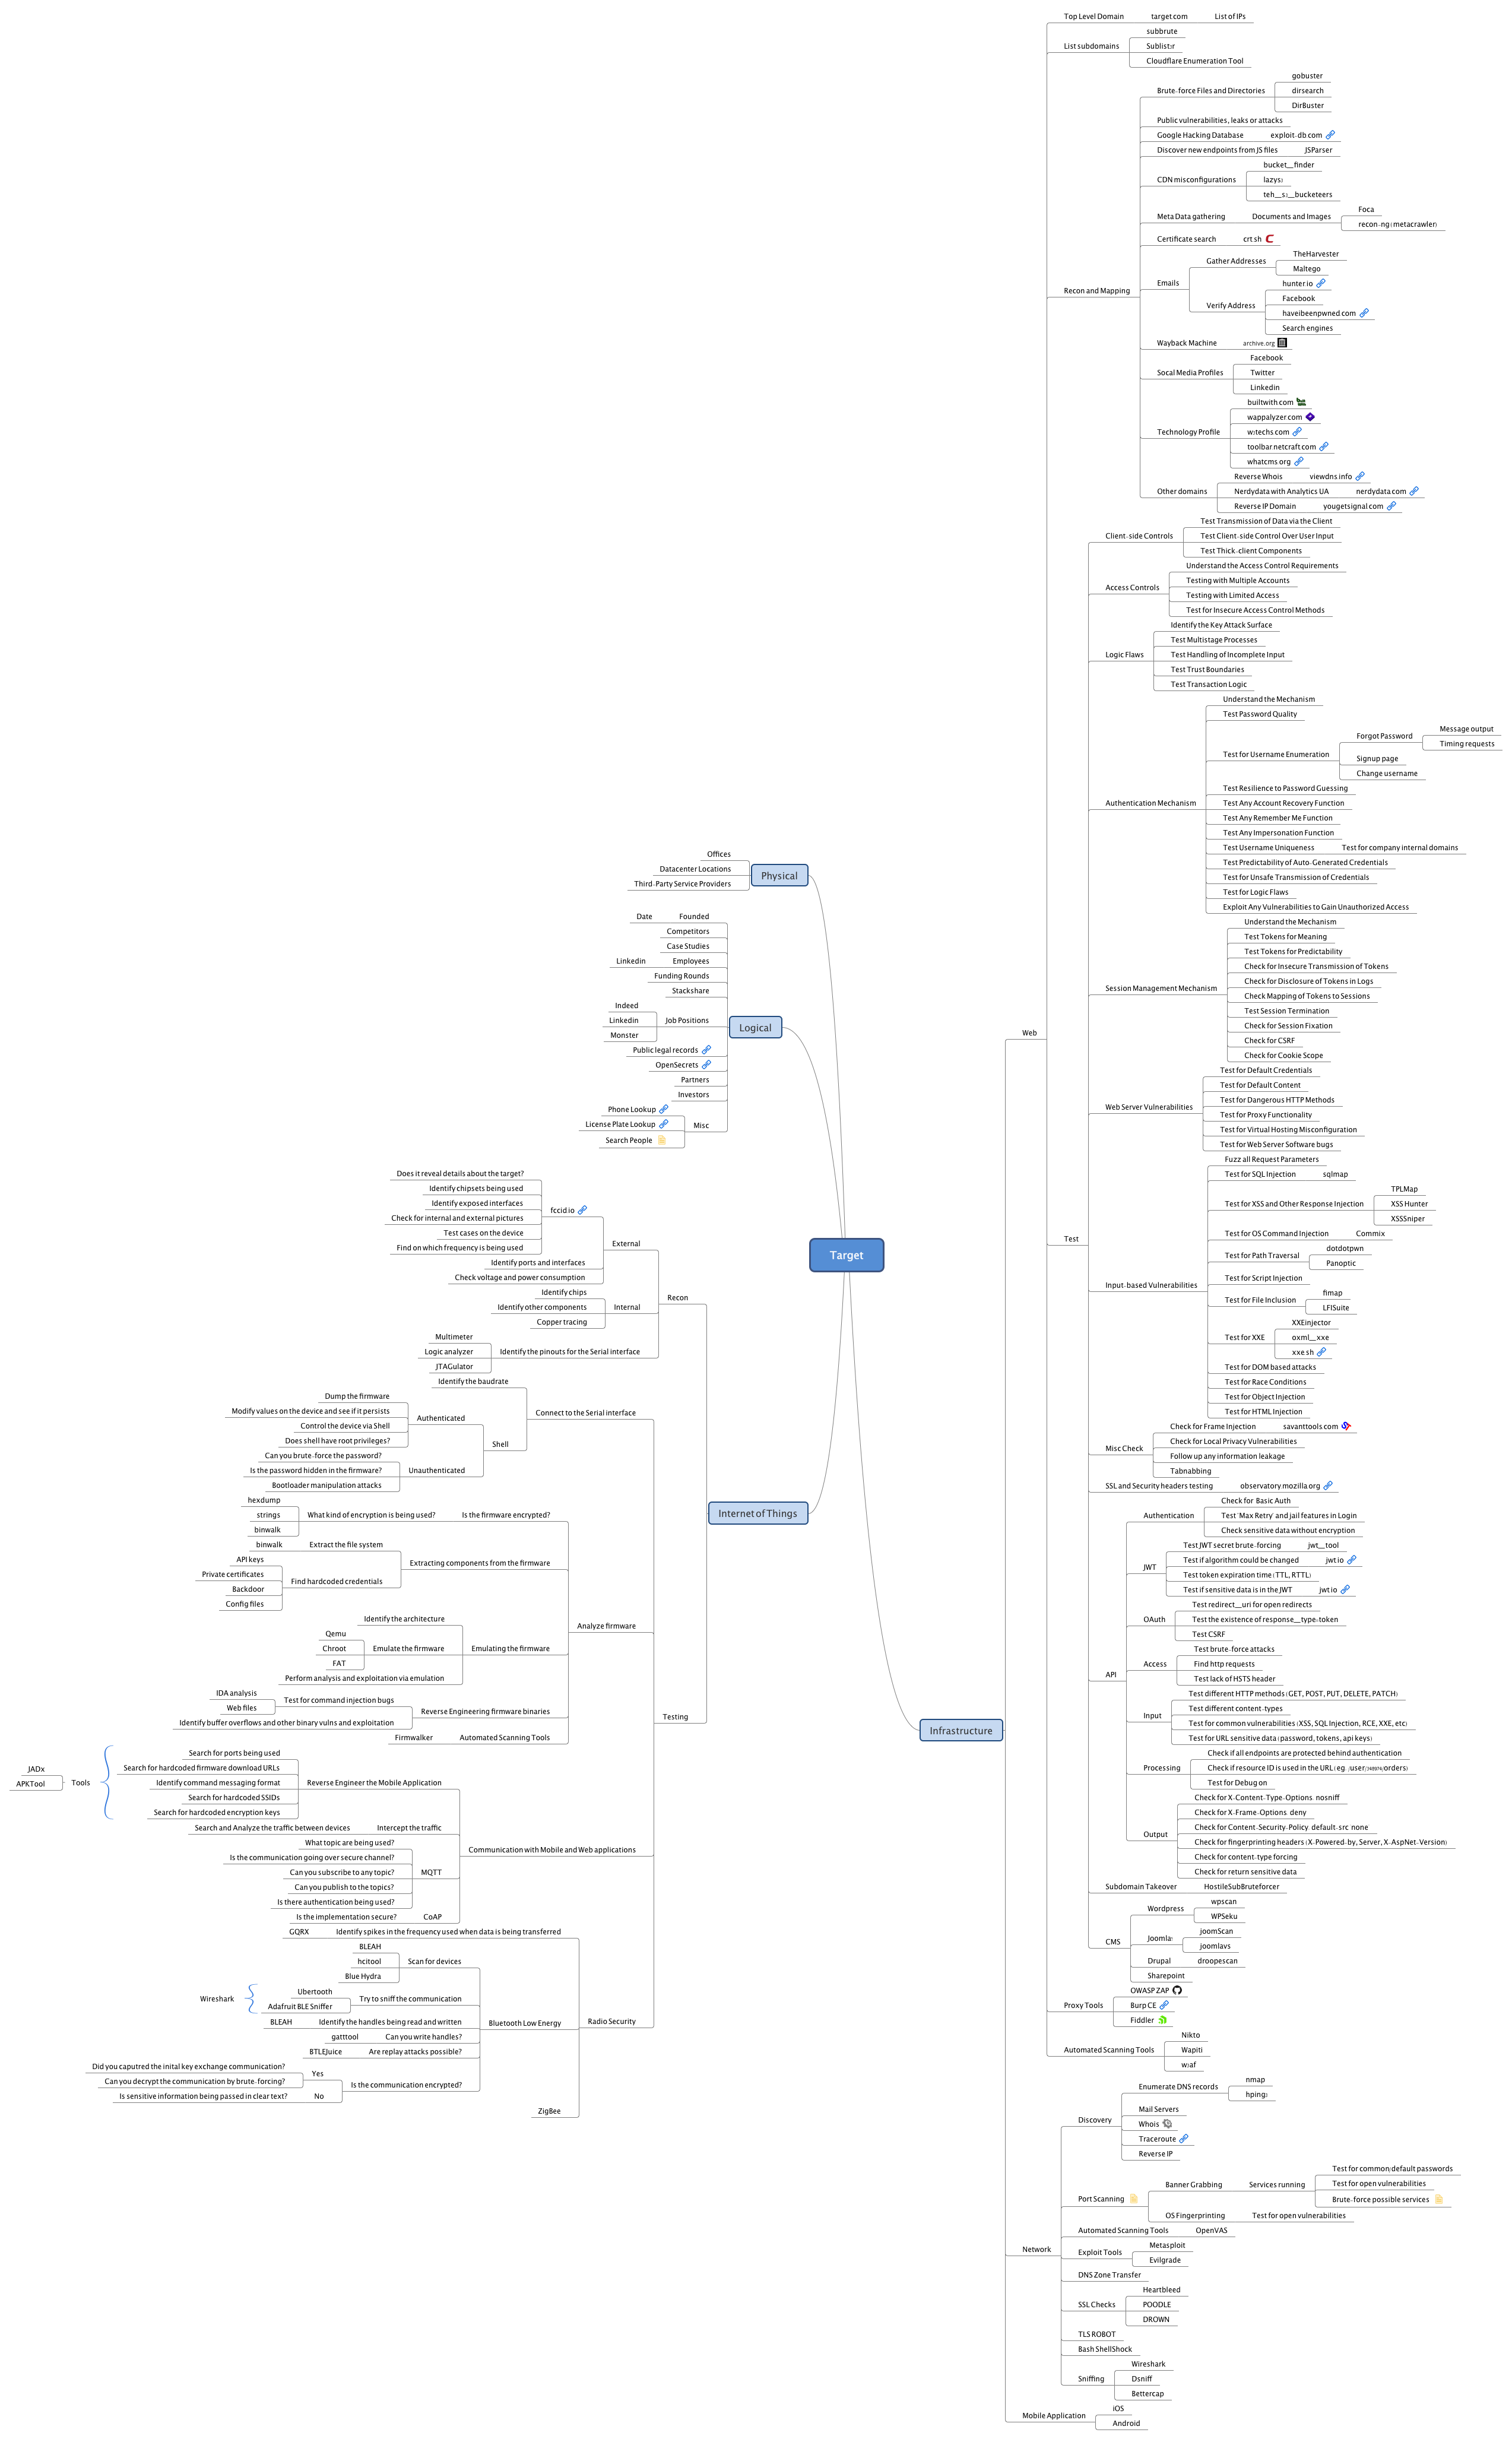 Target
Physical
Offices
Datacenter Locations
Third-Party Service Providers
Logical
Founded
Date
Competitors
Case Studies
Employees
Linkedin
Funding Rounds
Stackshare
Job Positions
Indeed
Linkedin
Monster
Public legal records
OpenSecrets
Partners
Investors
Misc
Phone Lookup
License Plate Lookup
Search People
Internet of Things
Recon
External
fccid.io
Does it reveal details about the target?
Identify chipsets being used
Identify exposed interfaces
Check for internal and external pictures
Test cases on the device
Find on which frequency is being used
Identify ports and interfaces
Check voltage and power consumption
Internal
Identify chips
Identify other components
Copper tracing
Identify the pinouts for the Serial interface
Multimeter
Logic analyzer
JTAGulator
Testing
Connect to the Serial interface
Identify the baudrate
Shell
Authenticated
Dump the firmware
Modify values on the device and see if it persists
Control the device via Shell
Does shell have root privileges?
Unauthenticated
Can you brute-force the password?
Is the password hidden in the firmware?
Bootloader manipulation attacks
Analyze firmware
Is the firmware encrypted?
What kind of encryption is being used?
hexdump
strings
binwalk
Extracting components from the firmware
Extract the file system
binwalk
Find hardcoded credentials
API keys
Private certificates
Backdoor
Config files
Emulating the firmware
Identify the architecture
Emulate the firmware
Qemu
Chroot
FAT
Perform analysis and exploitation via emulation
Reverse Engineering firmware binaries
Test for command injection bugs
IDA analysis
Web files
Identify buffer overflows and other binary vulns and exploitation
Automated Scanning Tools
Firmwalker
Communication with Mobile and Web applications
Reverse Engineer the Mobile Application
Search for ports being used
Search for hardcoded firmware download URLs
Identify command messaging format
Search for hardcoded SSIDs
Search for hardcoded encryption keys
Tools
JADx
APKTool
Intercept the traffic
Search and Analyze the traffic between devices
MQTT
What topic are being used?
Is the communication going over secure channel?
Can you subscribe to any topic?
Can you publish to the topics?
Is there authentication being used?
CoAP
Is the implementation secure?
Radio Security
Identify spikes in the frequency used when data is being transferred
GQRX
Bluetooth Low Energy
Scan for devices
BLEAH
hcitool
Blue Hydra
Try to sniff the communication
Ubertooth
Adafruit BLE Sniffer
Wireshark
Identify the handles being read and written
BLEAH
Can you write handles?
gatttool
Are replay attacks possible?
BTLEJuice
Is the communication encrypted?
Yes
Did you caputred the inital key exchange communication?
Can you decrypt the communication by brute-forcing?
No
Is sensitive information being passed in clear text?
ZigBee
Infrastructure
Web
Top Level Domain
target.com
List of IPs
List subdomains
subbrute
Sublist3r
Cloudflare Enumeration Tool
Recon and Mapping
Brute-force Files and Directories
gobuster
dirsearch
DirBuster
Public vulnerabilities, leaks or attacks
Google Hacking Database
exploit-db.com
Discover new endpoints from JS files
JSParser
CDN misconfigurations
bucket_finder
lazys3
teh_s3_bucketeers
Meta Data gathering
Documents and Images
Foca
recon-ng (metacrawler)
Certificate search
crt.sh
Emails
Gather Addresses
TheHarvester
Maltego
Verify Address
hunter.io
Facebook
haveibeenpwned.com
Search engines
Wayback Machine
archive.org
Socal Media Profiles
Facebook
Twitter
Linkedin
Technology Profile
builtwith.com
wappalyzer.com
w3techs.com
toolbar.netcraft.com
whatcms.org
Other domains
Reverse Whois
viewdns.info
Nerdydata with Analytics UA
nerdydata.com
Reverse IP Domain
yougetsignal.com
Test
Client-side Controls
Test Transmission of Data via the Client
Test Client-side Control Over User Input
Test Thick-client Components
Access Controls
Understand the Access Control Requirements
Testing with Multiple Accounts
Testing with Limited Access
Test for Insecure Access Control Methods
Logic Flaws
Identify the Key Attack Surface
Test Multistage Processes
Test Handling of Incomplete Input
Test Trust Boundaries
Test Transaction Logic
Authentication Mechanism
Understand the Mechanism
Test Password Quality
Test for Username Enumeration
Forgot Password
Message output
Timing requests
Signup page
Change username
Test Resilience to Password Guessing
Test Any Account Recovery Function
Test Any Remember Me Function
Test Any Impersonation Function
Test Username Uniqueness
Test for company internal domains
Test Predictability of Auto-Generated Credentials
Test for Unsafe Transmission of Credentials
Test for Logic Flaws
Exploit Any Vulnerabilities to Gain Unauthorized Access
Session Management Mechanism
Understand the Mechanism
Test Tokens for Meaning
Test Tokens for Predictability
Check for Insecure Transmission of Tokens
Check for Disclosure of Tokens in Logs
Check Mapping of Tokens to Sessions
Test Session Termination
Check for Session Fixation
Check for CSRF
Check for Cookie Scope
Web Server Vulnerabilities
Test for Default Credentials
Test for Default Content
Test for Dangerous HTTP Methods
Test for Proxy Functionality
Test for Virtual Hosting Misconfiguration
Test for Web Server Software bugs
Input-based Vulnerabilities
Fuzz all Request Parameters
Test for SQL Injection
sqlmap
Test for XSS and Other Response Injection
TPLMap
XSS Hunter
XSSSniper
Test for OS Command Injection
Commix
Test for Path Traversal
dotdotpwn
Panoptic
Test for Script Injection
Test for File Inclusion
fimap
LFISuite
Test for XXE
XXEinjector
oxml_xxe
xxe.sh
Test for DOM based attacks
Test for Race Conditions
Test for Object Injection
Test for HTML Injection
Misc Check
Check for Frame Injection
savanttools.com
Check for Local Privacy Vulnerabilities
Follow up any information leakage
Tabnabbing
SSL and Security headers testing
observatory.mozilla.org
API
Authentication
Check for Basic Auth
Test `Max Retry` and jail features in Login
Check sensitive data without encryption
JWT
Test JWT secret brute-forcing
jwt_tool
Test if algorithm could be changed
jwt.io
Test token expiration time (TTL, RTTL)
Test if sensitive data is in the JWT
jwt.io
OAuth
Test redirect_uri for open redirects
Test the existence of response_type=token
Test CSRF
Access
Test brute-force attacks
Find http requests
Test lack of HSTS header
Input
Test different HTTP methods (GET, POST, PUT, DELETE, PATCH)
Test different content-types
Test for common vulnerabilities (XSS, SQL Injection, RCE, XXE, etc)
Test for URL sensitive data (password, tokens, api keys)
Processing
Check if all endpoints are protected behind authentication
Check if resource ID is used in the URL (eg. /user/348974/orders)
Test for Debug on
Output
Check for X-Content-Type-Options: nosniff
Check for X-Frame-Options: deny
Check for Content-Security-Policy: default-src: none
Check for fingerprinting headers (X-Powered-by, Server, X-AspNet-Version)
Check for content-type forcing
Check for return sensitive data
Subdomain Takeover
HostileSubBruteforcer
CMS
Wordpress
wpscan
WPSeku
Joomla!
joomScan
joomlavs
Drupal
droopescan
Sharepoint
Proxy Tools
OWASP ZAP
Burp CE
Fiddler
Automated Scanning Tools
Nikto
Wapiti
w3af
Network
Discovery
Enumerate DNS records
nmap
hping3
Mail Servers
Whois
Traceroute
Reverse IP
Port Scanning
Banner Grabbing
Services running
Test for common/default passwords
Test for open vulnerabilities
Brute-force possible services
OS Fingerprinting
Test for open vulnerabilities
Automated Scanning Tools
OpenVAS
Exploit Tools
Metasploit
Evilgrade
DNS Zone Transfer
SSL Checks
Heartbleed
POODLE
DROWN
TLS ROBOT
Bash ShellShock
Sniffing
Wireshark
Dsniff
Bettercap
Mobile Application
iOS
Android